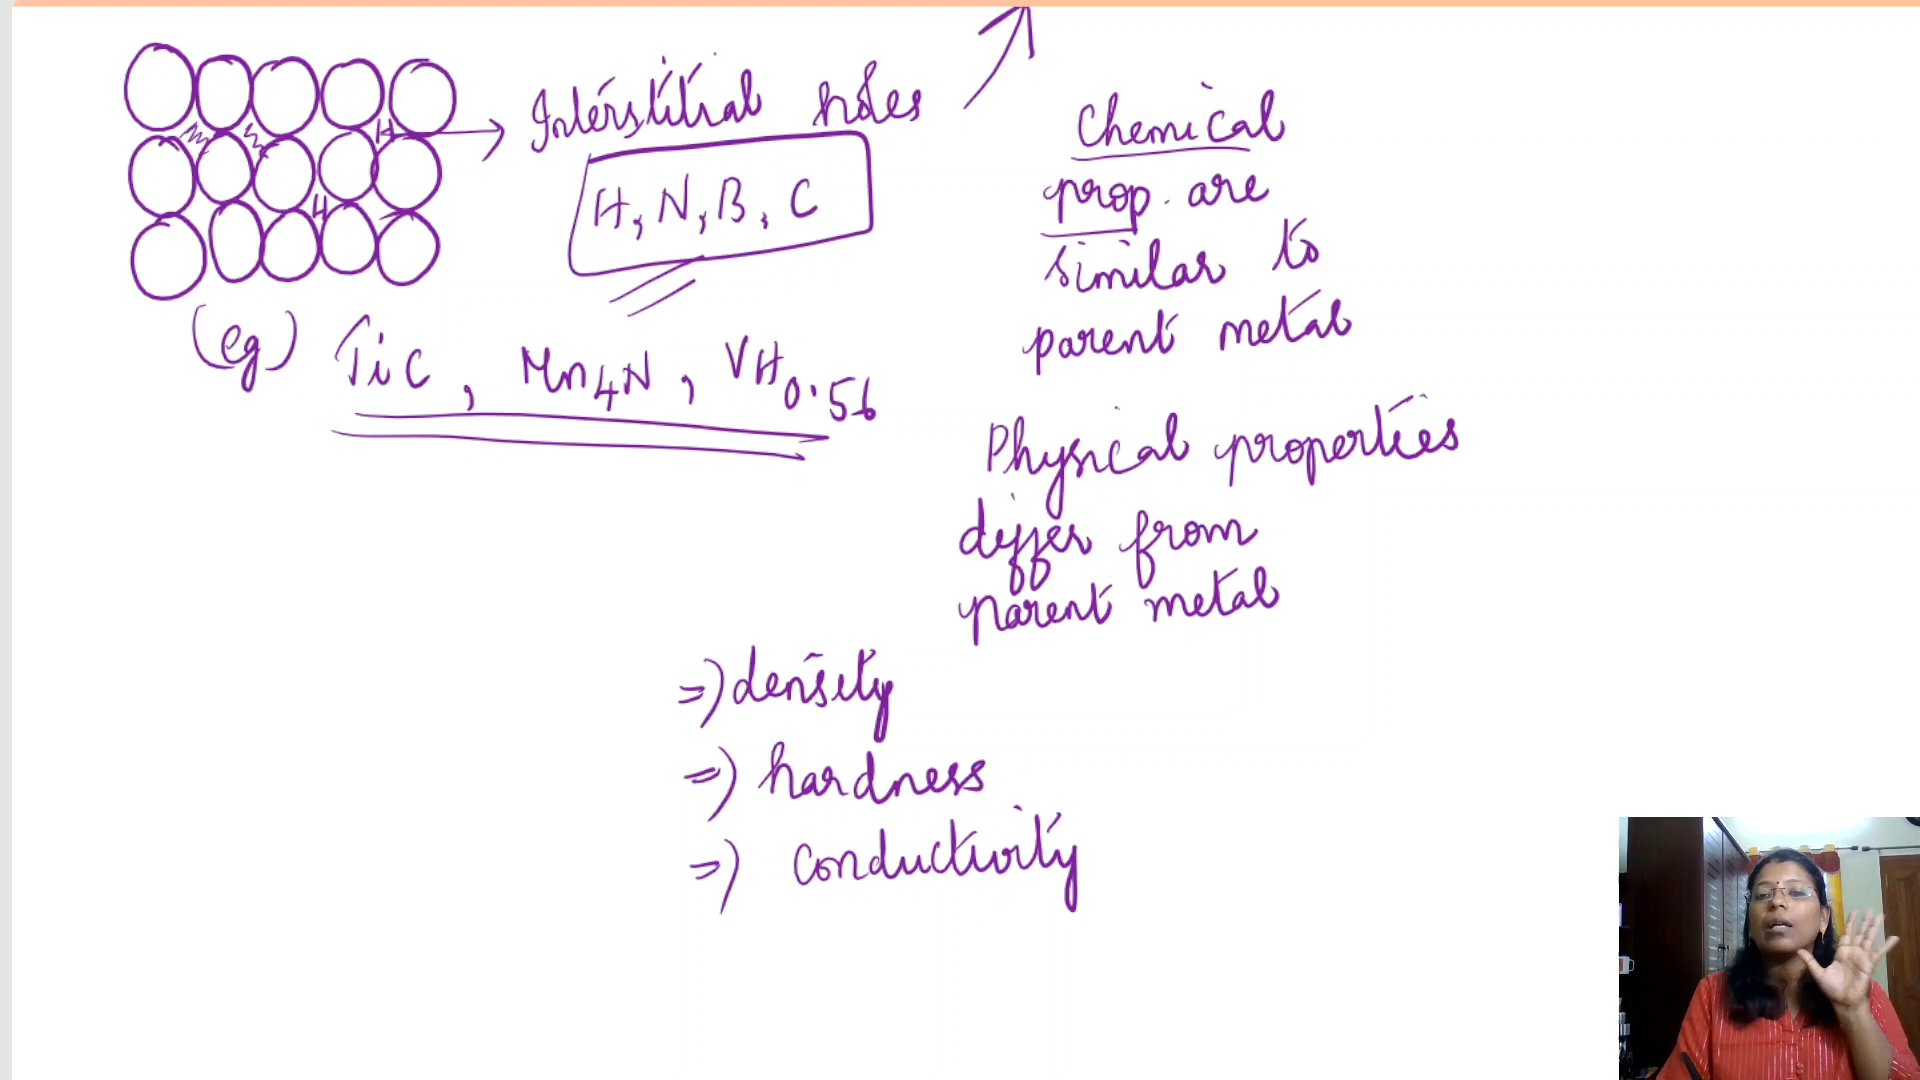 Interstitial holes
H
H
H, N, B, C
(eg) TiC, Mn4N, VH0.56
Chemical
prop. are
similar to
parent metal
Physical properties
differ from
parent metal
=) density
=) hardness
=) conductivity